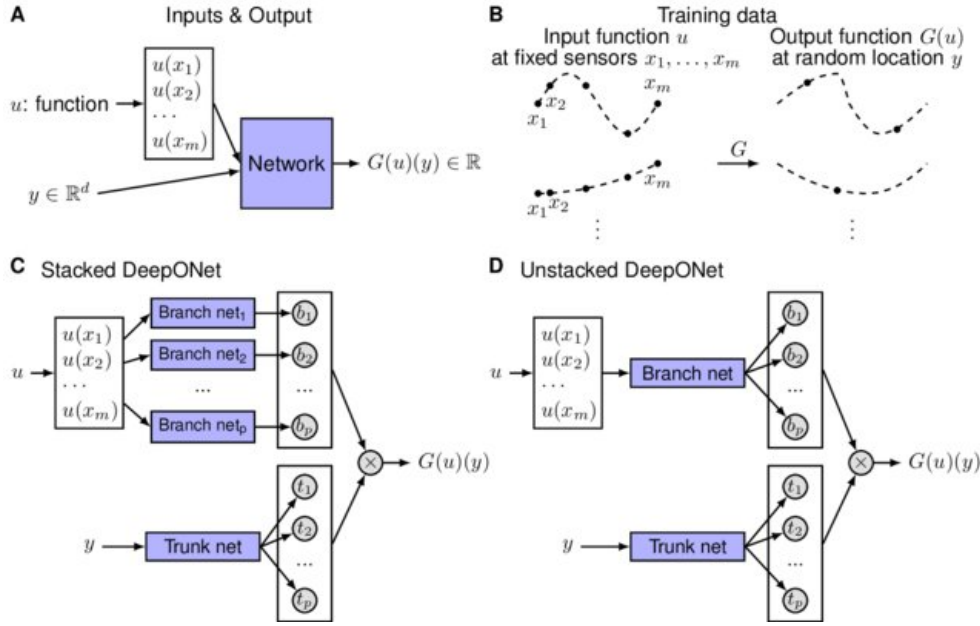 A Inputs & Output
u: function
u(x₁)
u(x₂)
...
u(xₘ)
y ∈ ℝᵈ
Network
G(u)(y) ∈ ℝ
B Training data
Input function u
at fixed sensors x₁, . . . , xₘ
Output function G(u)
at random location y
x₁
x₂
xₘ
G
x₁
x₂
xₘ
⋮
⋮
C Stacked DeepONet
u
u(x₁)
u(x₂)
...
u(xₘ)
Branch net₁
Branch net₂
...
Branch netₚ
b₁
b₂
...
bₚ
×
G(u)(y)
y
Trunk net
t₁
t₂
...
tₚ
D Unstacked DeepONet
u
u(x₁)
u(x₂)
...
u(xₘ)
Branch net
b₁
b₂
...
bₚ
×
G(u)(y)
y
Trunk net
t₁
t₂
...
tₚ